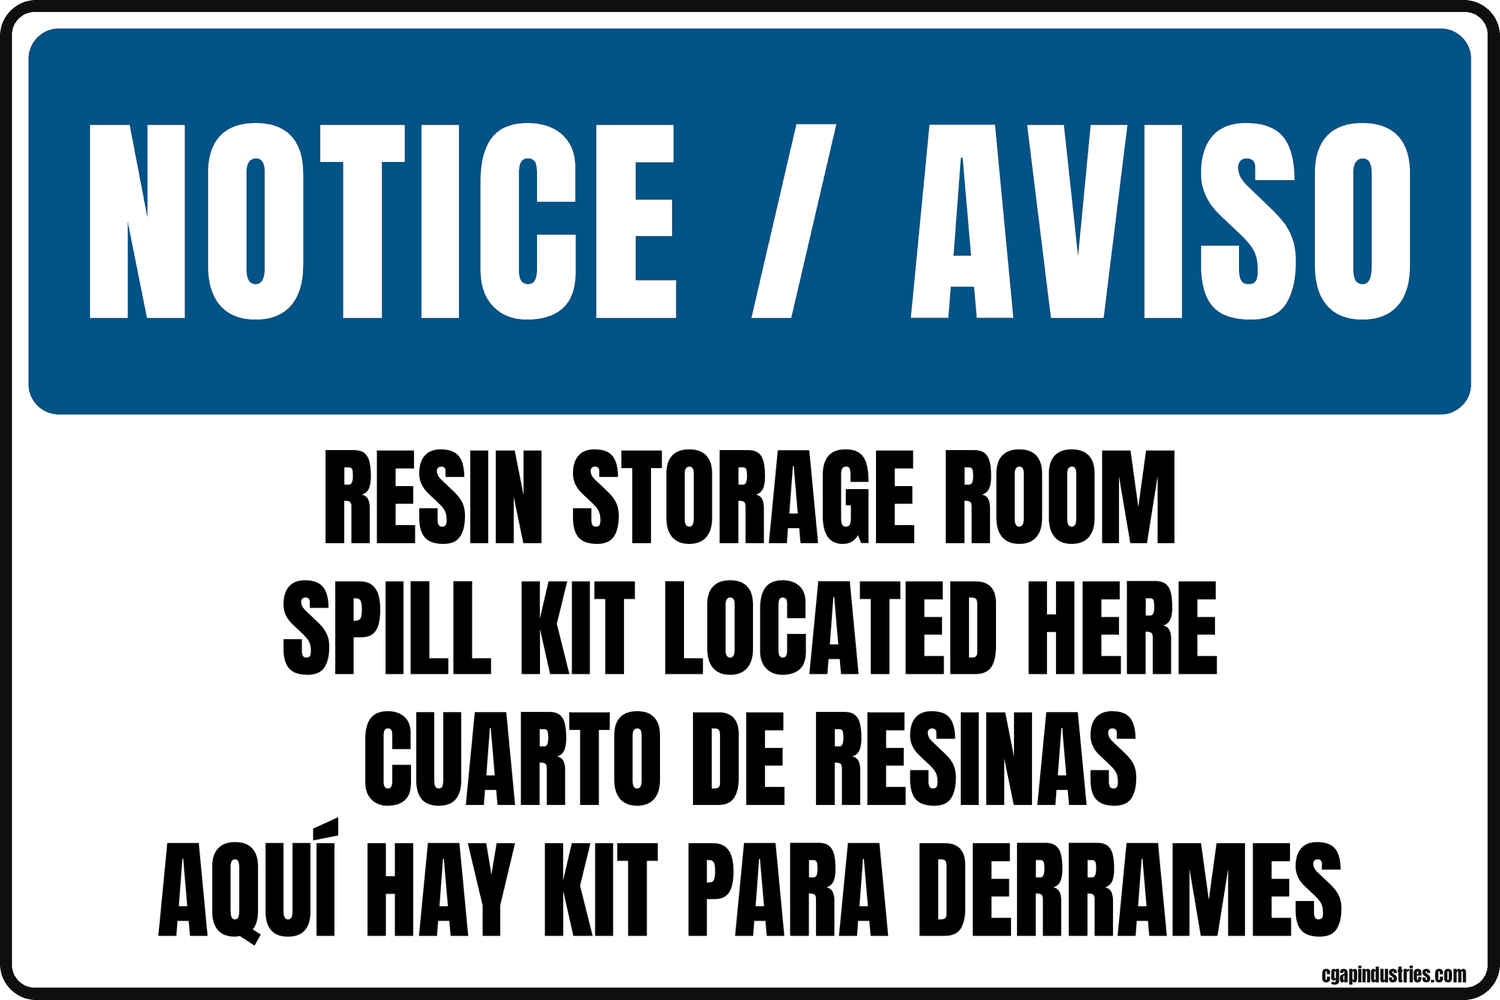 NOTICE / AVISO
RESIN STORAGE ROOM
SPILL KIT LOCATED HERE
CUARTO DE RESINAS
AQUÍ HAY KIT PARA DERRAMES
cgapindustries.com